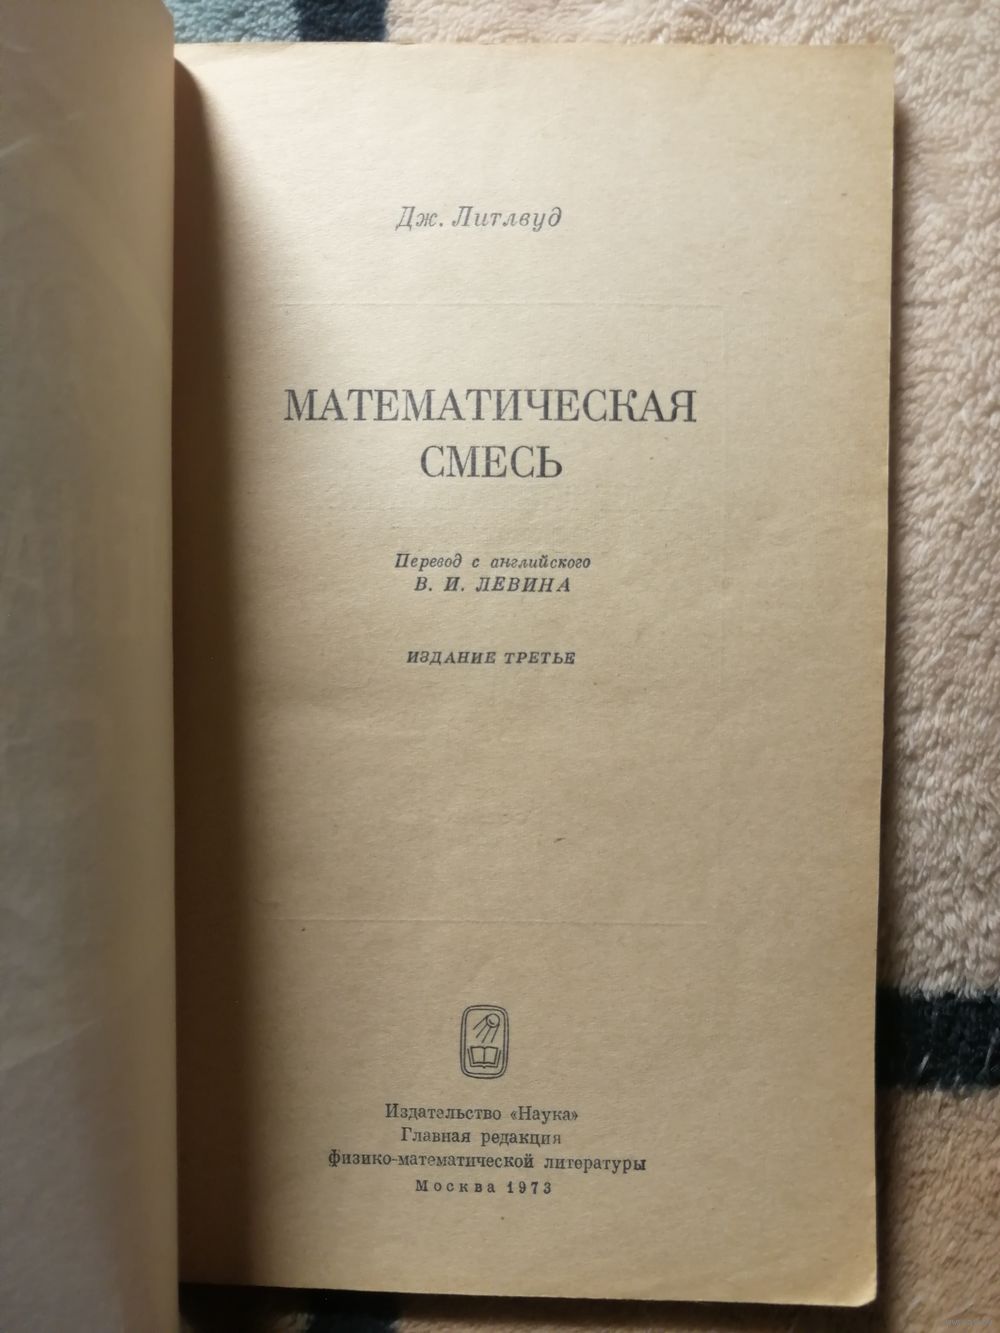 Дж. Литлвуд
МАТЕМАТИЧЕСКАЯ
СМЕСЬ
Перевод с английского
В. И. ЛЕВИНА
ИЗДАНИЕ ТРЕТЬЕ
Издательство «Наука»
Главная редакция
физико-математической литературы
Москва 1973